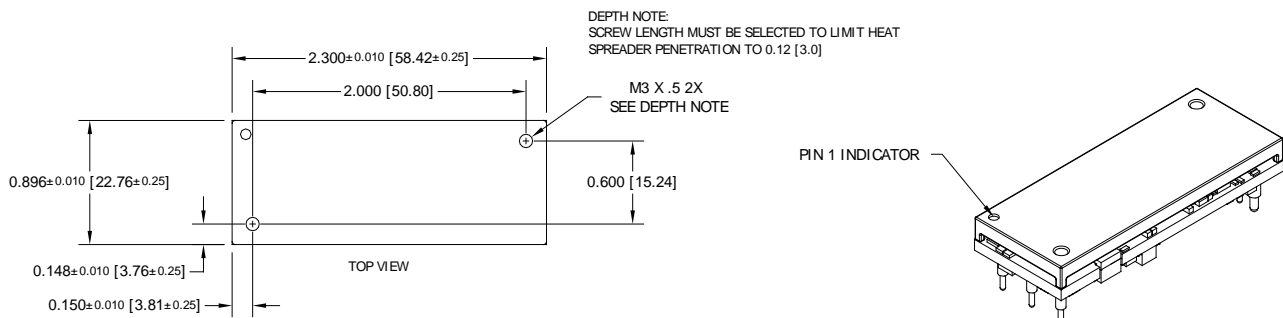 DEPTH NOTE:
SCREW LENGTH MUST BE SELECTED TO LIMIT HEAT
SPREADER PENETRATION TO 0.12 [3.0]
2.300±0.010 [58.42±0.25]
2.000 [50.80]
M3 X .5 2X
SEE DEPTH NOTE
PIN 1 INDICATOR
0.896±0.010 [22.76±0.25]
0.600 [15.24]
0.148±0.010 [3.76±0.25]
TOP VIEW
0.150±0.010 [3.81±0.25]